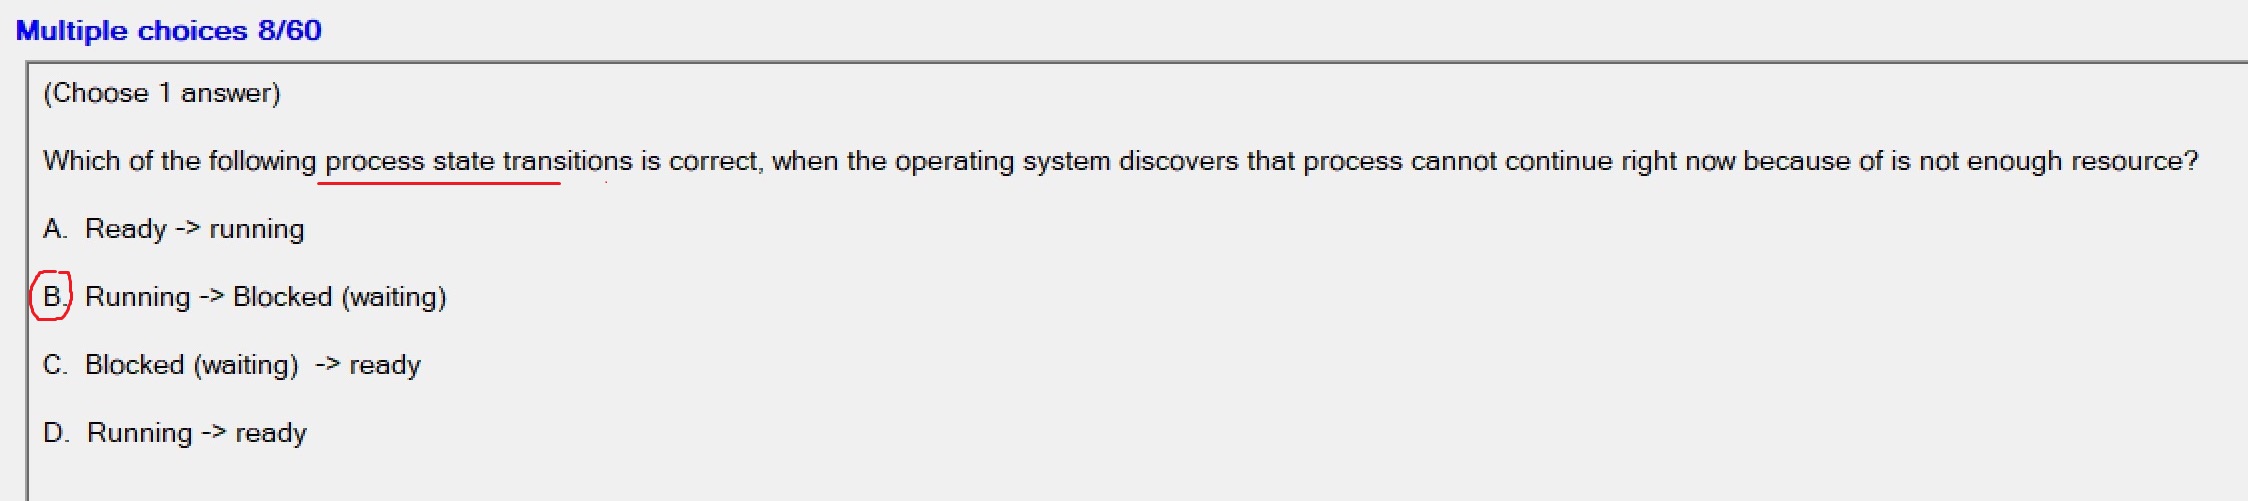 Multiple choices 8/60
(Choose 1 answer)
Which of the following process state transitions is correct, when the operating system discovers that process cannot continue right now because of is not enough resource?
A. Ready -> running
B. Running -> Blocked (waiting)
C. Blocked (waiting) -> ready
D. Running -> ready